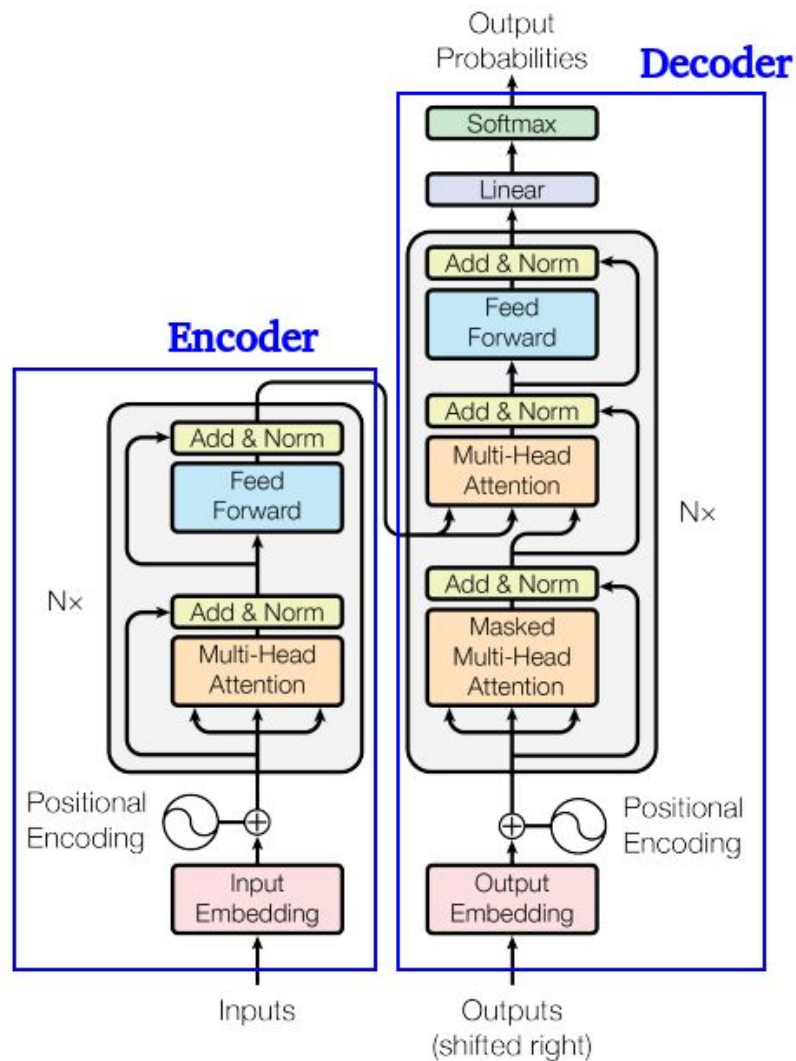 Output
Probabilities
Decoder
Softmax
Linear
Add & Norm
Feed
Forward
Add & Norm
Multi-Head
Attention
N×
Add & Norm
Masked
Multi-Head
Attention
Positional
Encoding
Output
Embedding
Outputs
(shifted right)
Encoder
Add & Norm
Feed
Forward
N×
Add & Norm
Multi-Head
Attention
Positional
Encoding
Input
Embedding
Inputs